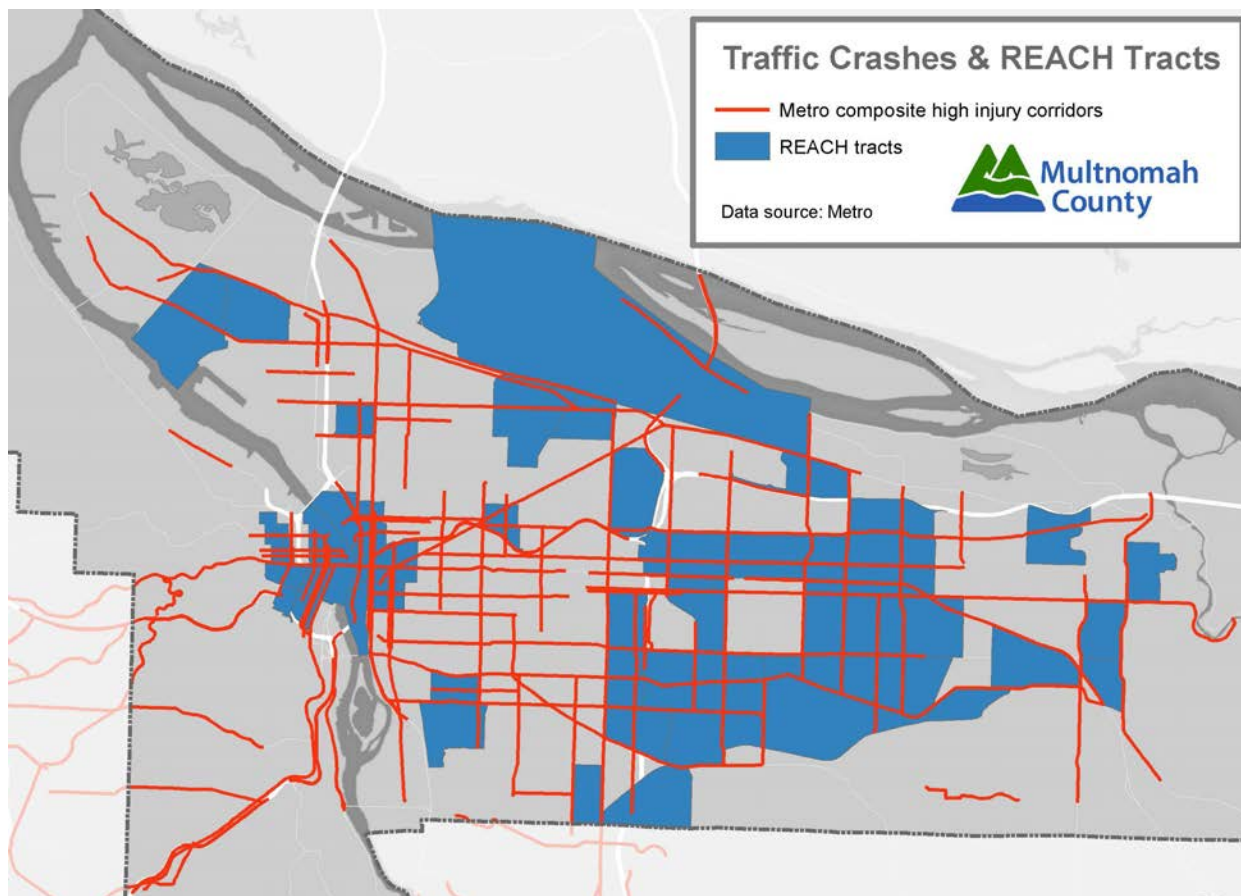 Traffic Crashes & REACH Tracts
Metro composite high injury corridors
REACH tracts
Multnomah
County
Data source: Metro